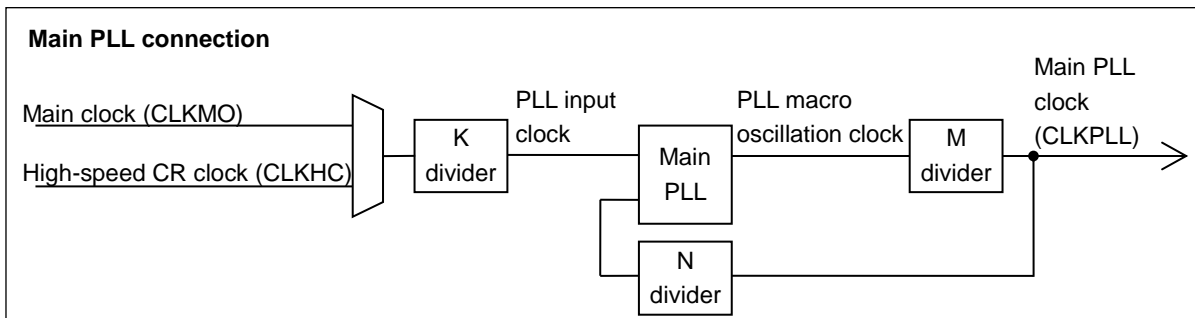 Main PLL connection
Main clock (CLKMO)
High-speed CR clock (CLKHC)
K
divider
PLL input
clock
Main
PLL
PLL macro
oscillation clock
M
divider
Main PLL
clock
(CLKPLL)
N
divider